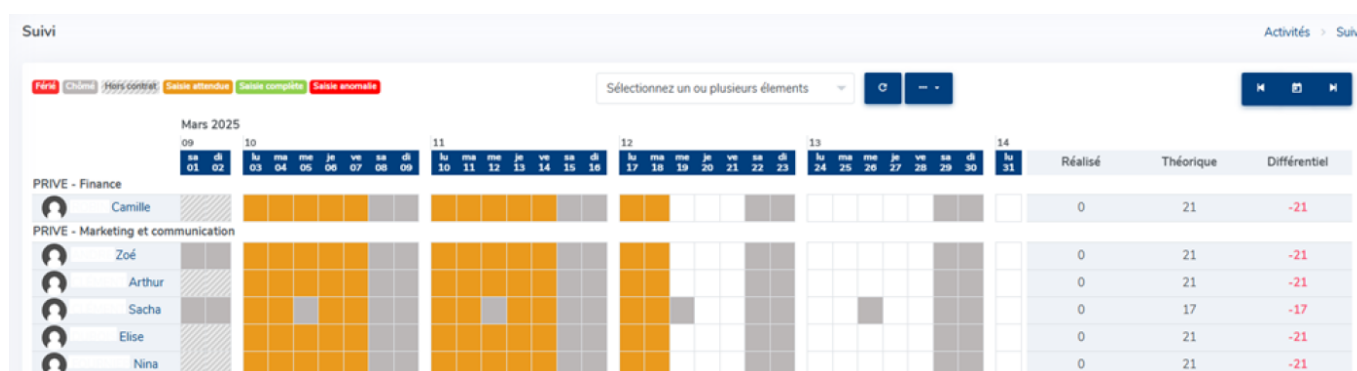 Suivi Activités > Suiv
Férié Chômé Hors contrat Saisie attendue Saisie complète Saisie anomalie Sélectionnez un ou plusieurs élements
Mars 2025
09 10 11 12 13 14
sa di lu ma me je ve sa di lu ma me je ve sa di lu ma me je ve sa di lu ma me je ve sa di lu
01 02 03 04 05 06 07 08 09 10 11 12 13 14 15 16 17 18 19 20 21 22 23 24 25 26 27 28 29 30 31 Réalisé Théorique Différentiel
PRIVE - Finance
Camille 0 21 -21
PRIVE - Marketing et communication
Zoé 0 21 -21
Arthur 0 21 -21
Sacha 0 17 -17
Elise 0 21 -21
Nina 0 21 -21